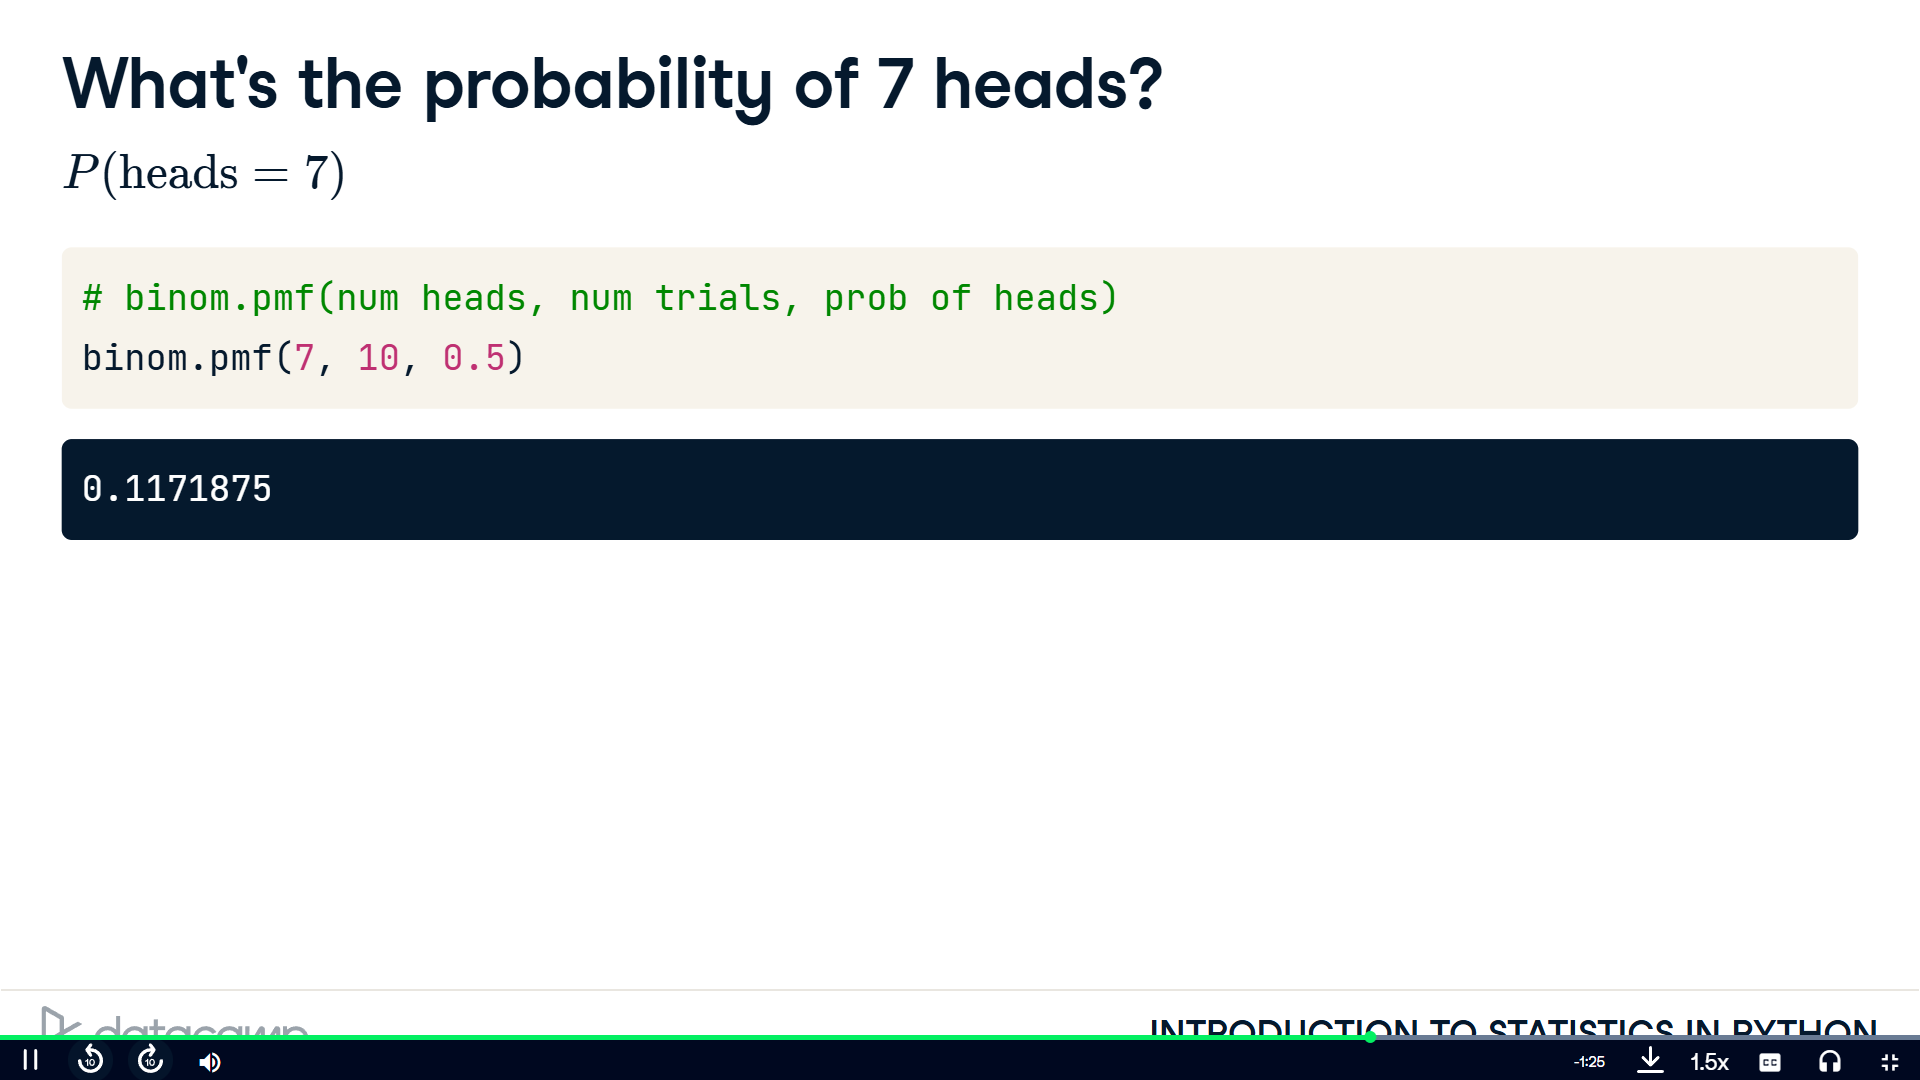 What's the probability of 7 heads?
P(heads = 7)
# binom.pmf(num heads, num trials, prob of heads)
binom.pmf(7, 10, 0.5)
0.1171875
datacamp
INTRODUCTION TO STATISTICS IN PYTHON
10
10
-1:25
1.5x
CC